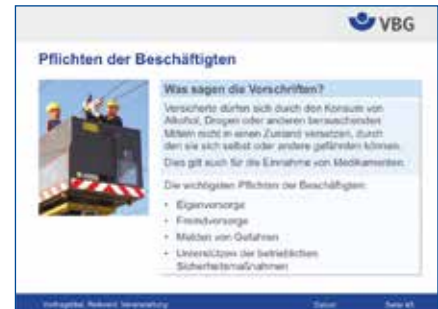 VBG
Pflichten der Beschäftigten
Was sagen die Vorschriften?
Versicherte dürfen sich durch den Konsum von
Alkohol, Drogen oder anderen berauschenden
Mitteln nicht in einen Zustand versetzen, durch
den sie sich selbst oder andere gefährden können.
Dies gilt auch für die Einnahme von Medikamenten.
Die wichtigsten Pflichten der Beschäftigten:
• Eigenvorsorge
• Fremdvorsorge
• Melden von Gefahren
• Unterstützen der betrieblichen
Sicherheitsmaßnahmen
Vortragstitel, Referent, Veranstaltung
Datum
Seite